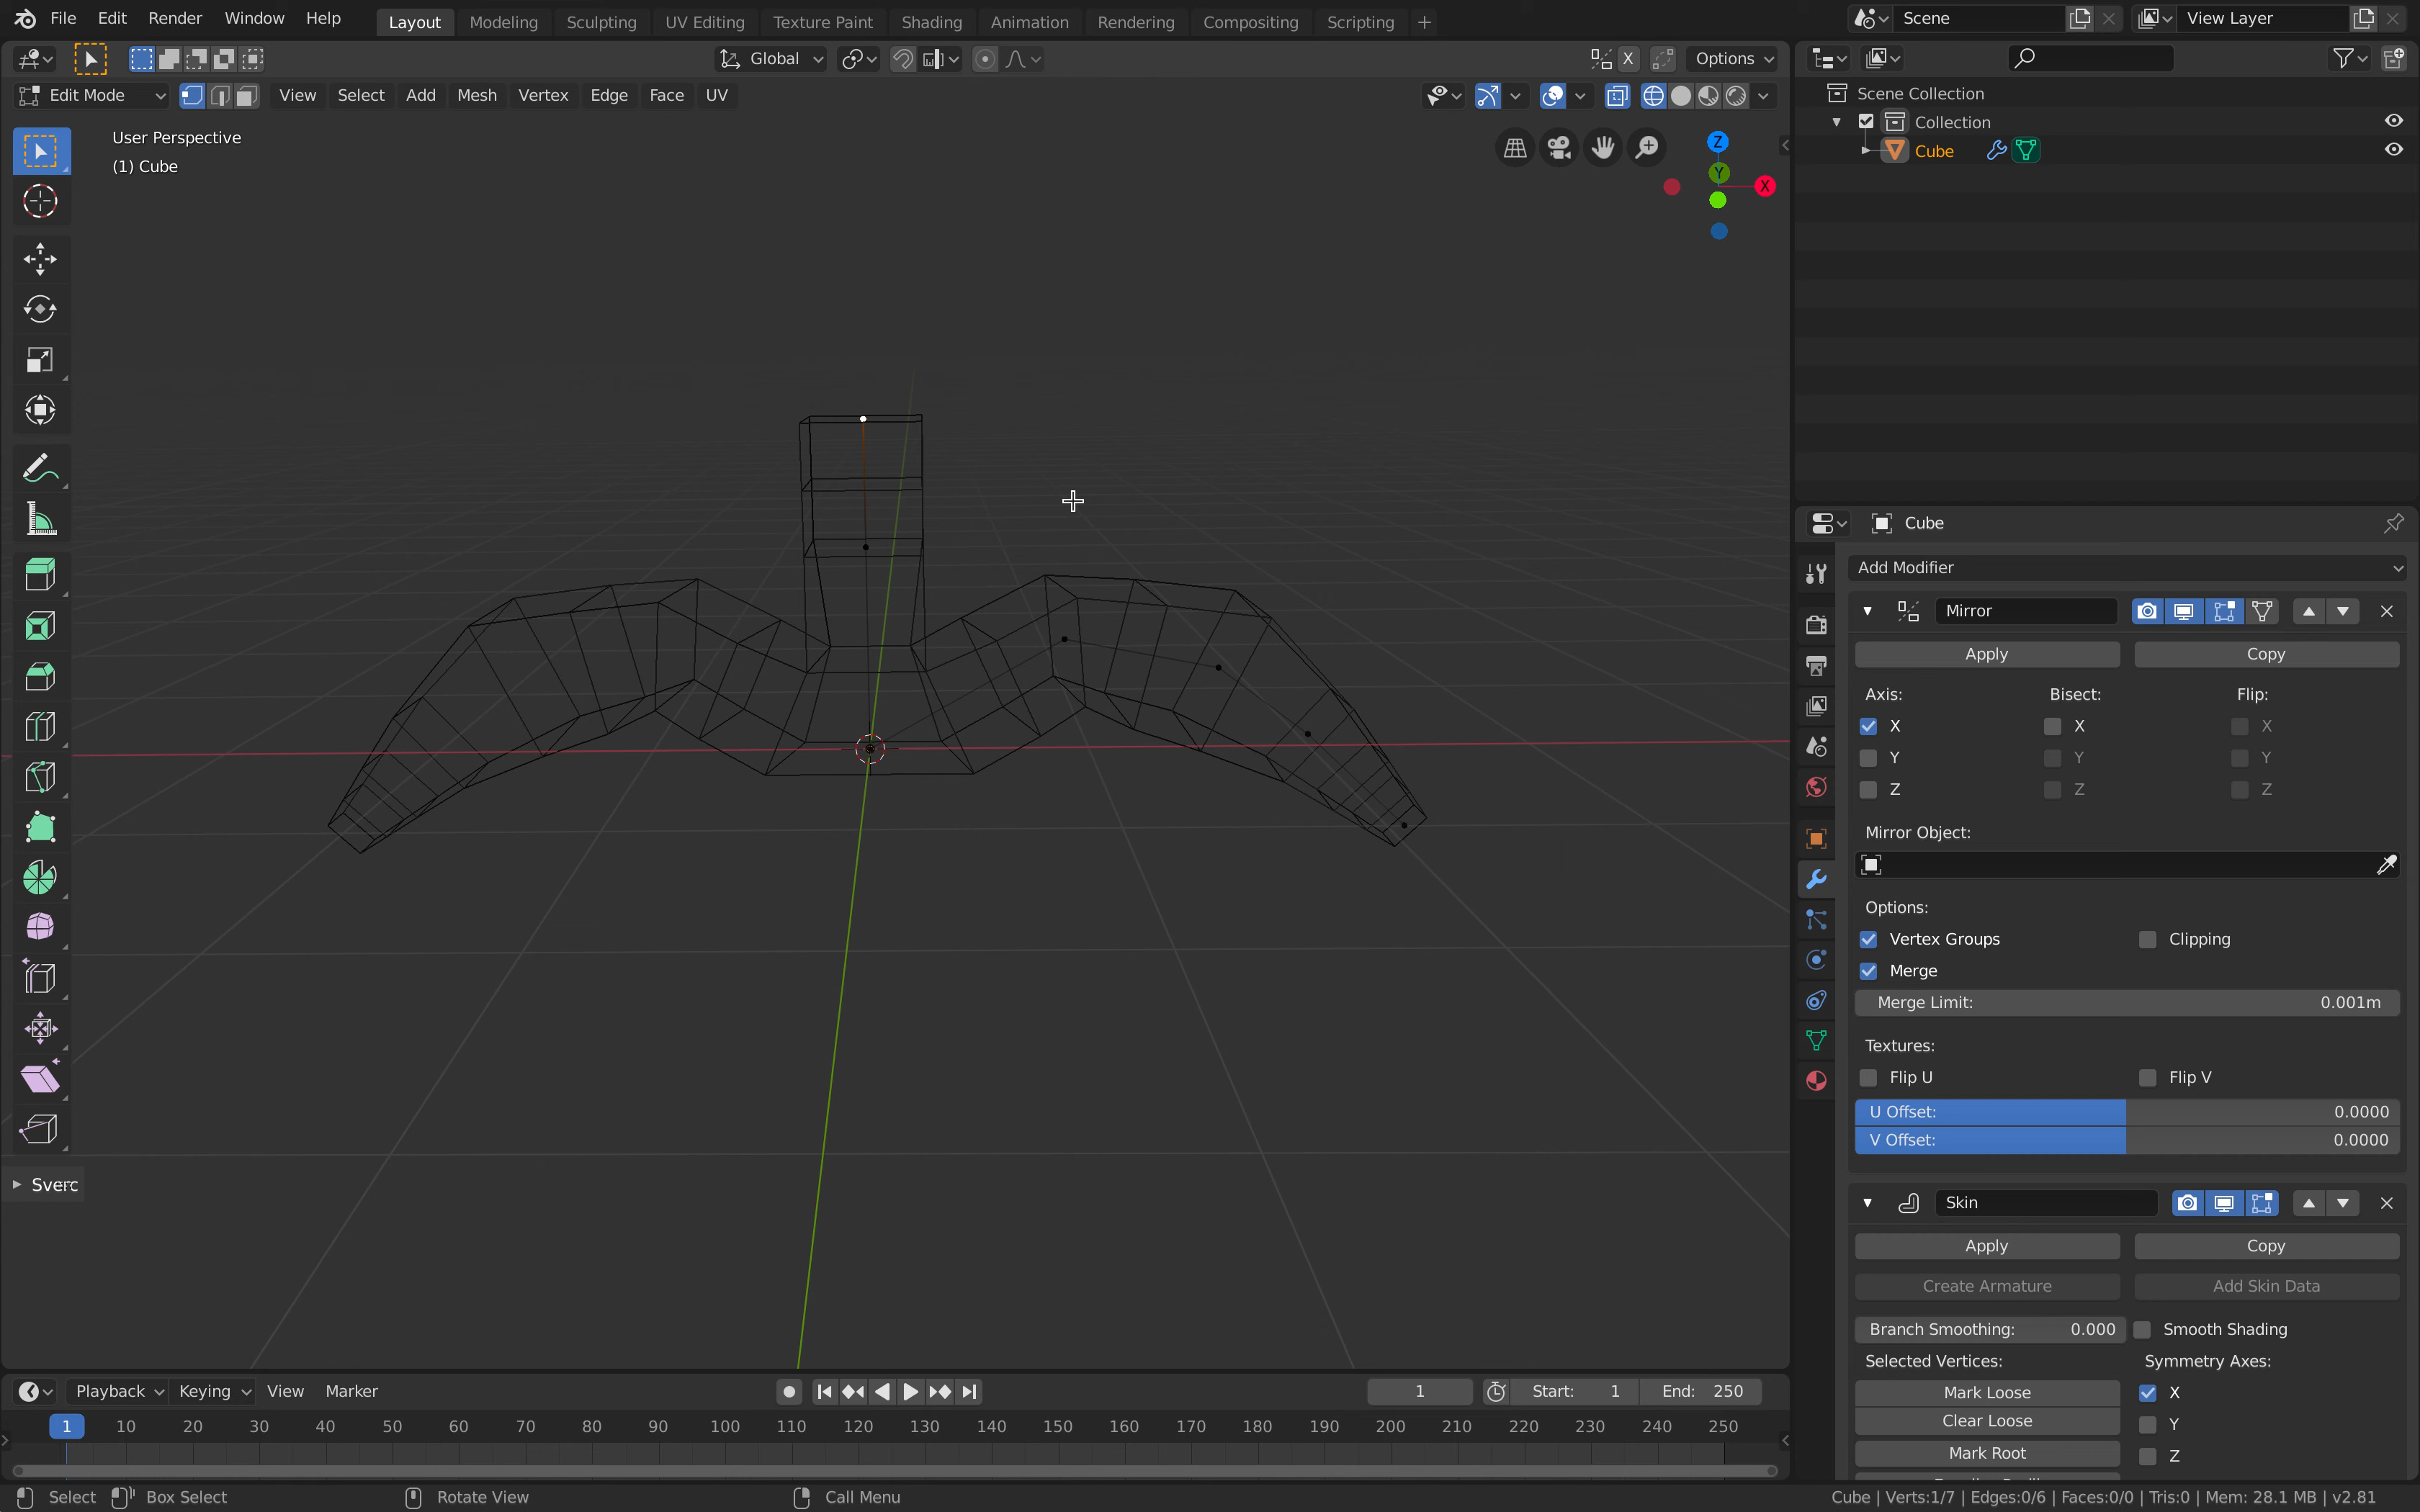 File Edit Render Window Help Layout Modeling Sculpting UV Editing Texture Paint Shading Animation Rendering Compositing Scripting + Scene View Layer
Global X Options
Edit Mode View Select Add Mesh Vertex Edge Face UV
User Perspective
(1) Cube
Z
Y
X
Scene Collection
Collection
Cube
Cube
Add Modifier
Mirror
Apply Copy
Axis: Bisect: Flip:
X X X
Y Y Y
Z Z Z
Mirror Object:
Options:
Vertex Groups Clipping
Merge
Merge Limit: 0.001m
Textures:
Flip U Flip V
U Offset: 0.0000
V Offset: 0.0000
Sverc
Skin
Apply Copy
Create Armature Add Skin Data
Branch Smoothing: 0.000 Smooth Shading
Selected Vertices: Symmetry Axes:
Mark Loose X
Clear Loose Y
Mark Root Z
Playback Keying View Marker 1 Start: 1 End: 250
1 10 20 30 40 50 60 70 80 90 100 110 120 130 140 150 160 170 180 190 200 210 220 230 240 250
Select Box Select Rotate View Call Menu Cube | Verts:1/7 | Edges:0/6 | Faces:0/0 | Tris:0 | Mem: 28.1 MB | v2.81